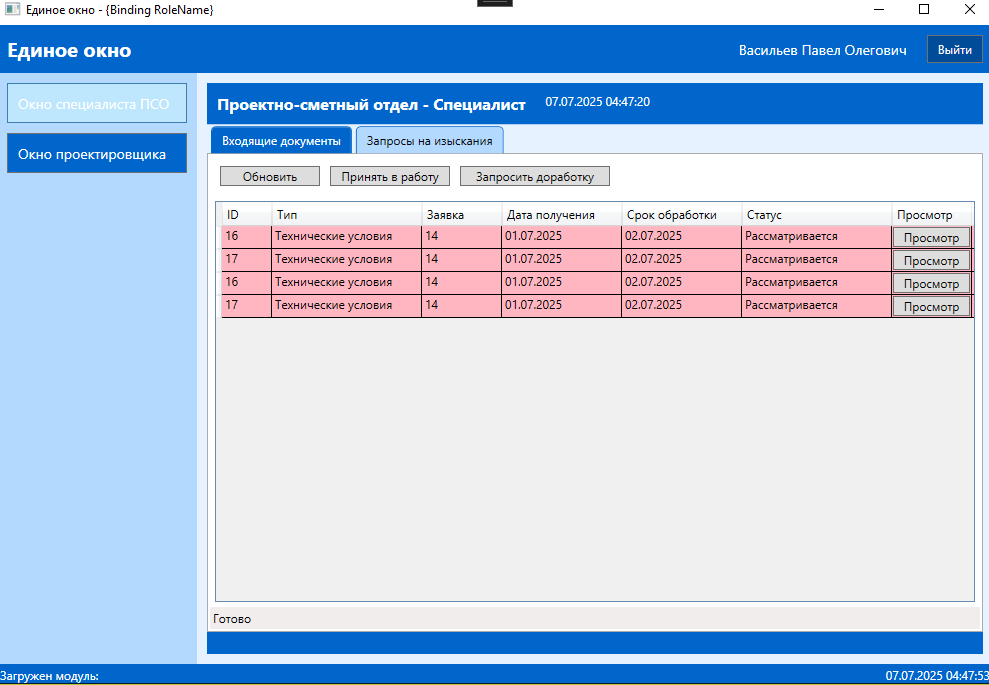 Единое окно - {Binding RoleName}
Единое окно
Васильев Павел Олегович
Выйти
Окно специалиста ПСО
Окно проектировщика
Проектно-сметный отдел - Специалист 07.07.2025 04:47:20
Входящие документы Запросы на изыскания
Обновить Принять в работу Запросить доработку
ID Тип Заявка Дата получения Срок обработки Статус Просмотр
16 Технические условия 14 01.07.2025 02.07.2025 Рассматривается Просмотр
17 Технические условия 14 01.07.2025 02.07.2025 Рассматривается Просмотр
16 Технические условия 14 01.07.2025 02.07.2025 Рассматривается Просмотр
17 Технические условия 14 01.07.2025 02.07.2025 Рассматривается Просмотр
Готово
Загружен модуль: 07.07.2025 04:47:53